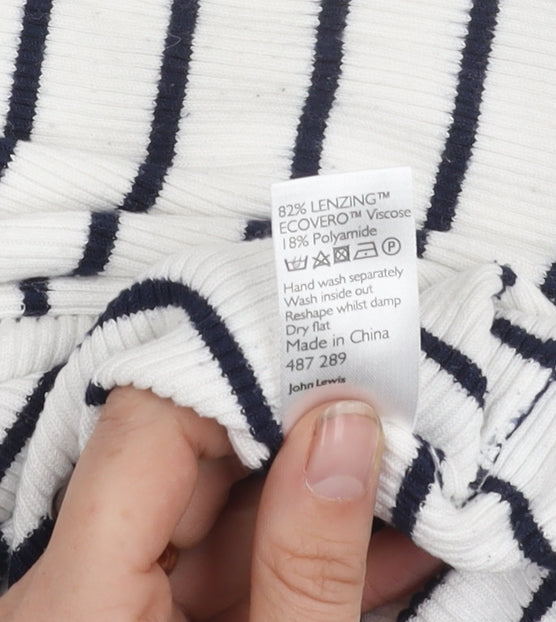 82% LENZING™
ECOVERO™ Viscose
18% Polyamide
P
Hand wash separately
Wash inside out
Reshape whilst damp
Dry flat
Made in China
487 289
John Lewis